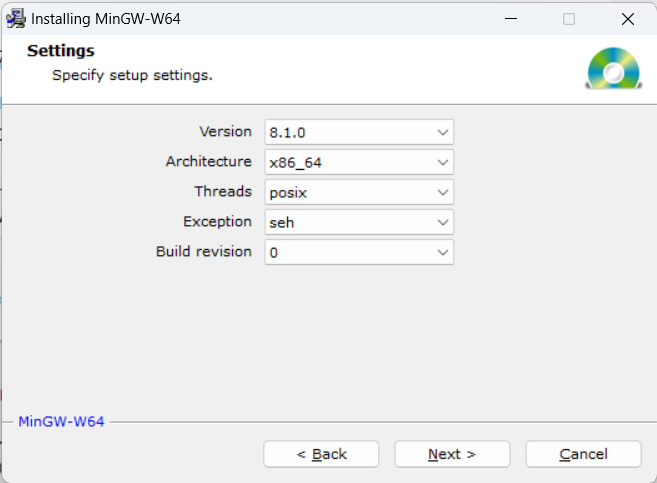 Installing MinGW-W64
Settings
Specify setup settings.
Version 8.1.0
Architecture x86_64
Threads posix
Exception seh
Build revision 0
MinGW-W64
< Back Next > Cancel